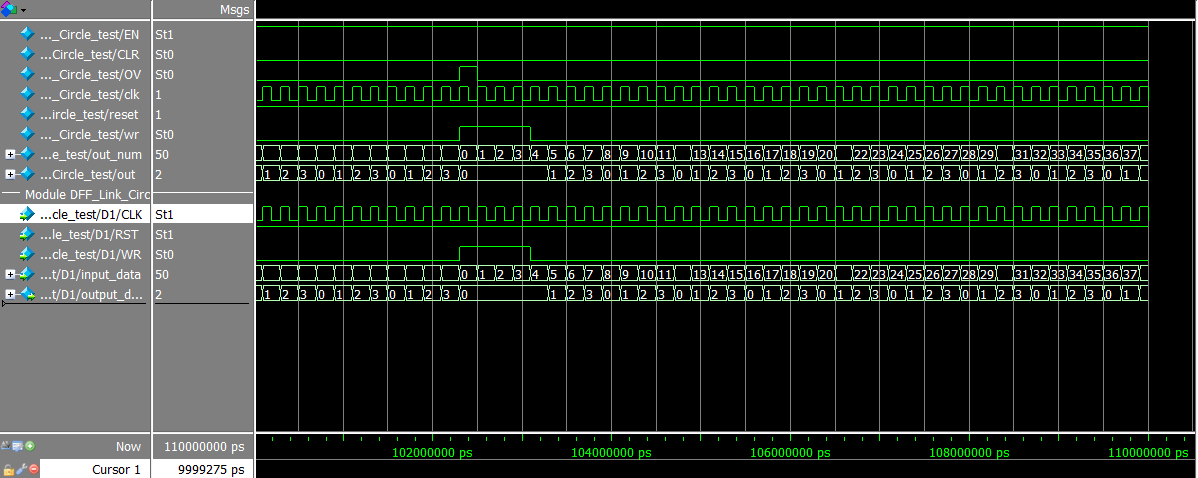 Msgs
..._Circle_test/EN St1
...Circle_test/CLR St0
..._Circle_test/OV St0
..._Circle_test/clk 1
...ircle_test/reset 1
..._Circle_test/wr St0
...e_test/out_num 50 0 1 2 3 4 5 6 7 8 9 10 11 13 14 15 16 17 18 19 20 22 23 24 25 26 27 28 29 31 32 33 34 35 36 37
...Circle_test/out 2 1 2 3 0 1 2 3 0 1 2 3 0 1 2 3 0 1 2 3 0 1 2 3 0 1 2 3 0 1 2 3 0 1 2 3 0 1 2 3 0 1 2 3 0 1
Module DFF_Link_Circ
...cle_test/D1/CLK St1
...le_test/D1/RST St1
...cle_test/D1/WR St0
...t/D1/input_data 50 0 1 2 3 4 5 6 7 8 9 10 11 13 14 15 16 17 18 19 20 22 23 24 25 26 27 28 29 31 32 33 34 35 36 37
...t/D1/output_d... 2 1 2 3 0 1 2 3 0 1 2 3 0 1 2 3 0 1 2 3 0 1 2 3 0 1 2 3 0 1 2 3 0 1 2 3 0 1 2 3 0 1 2 3 0 1
Now 110000000 ps 102000000 ps 104000000 ps 106000000 ps 108000000 ps 110000000 ps
Cursor 1 9999275 ps